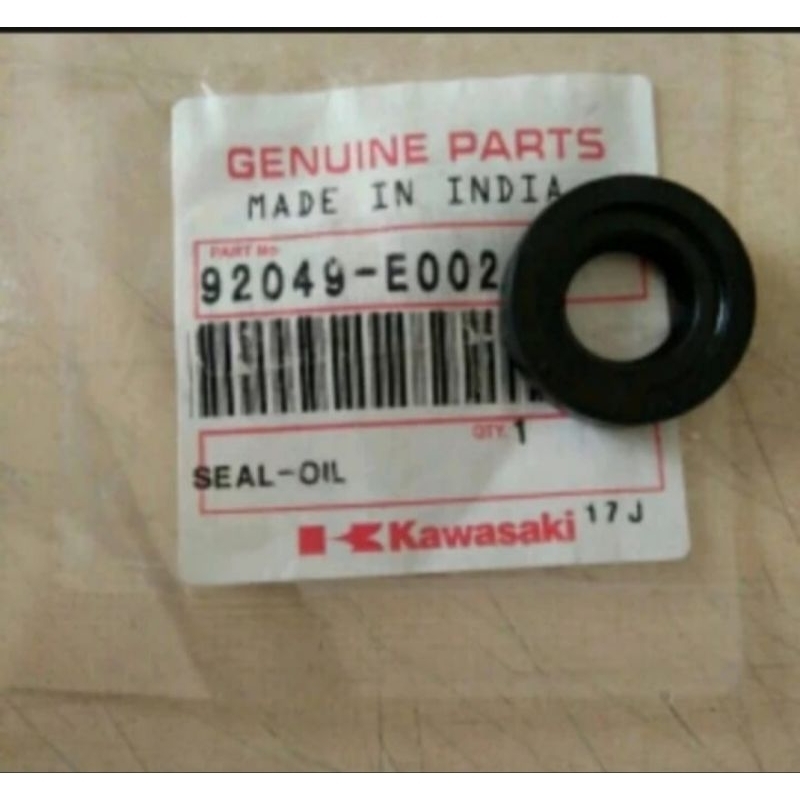 GENUINE PARTS
MADE IN INDIA
PART No.
92049-E002
QTY. 1
SEAL-OIL
Kawasaki 17J